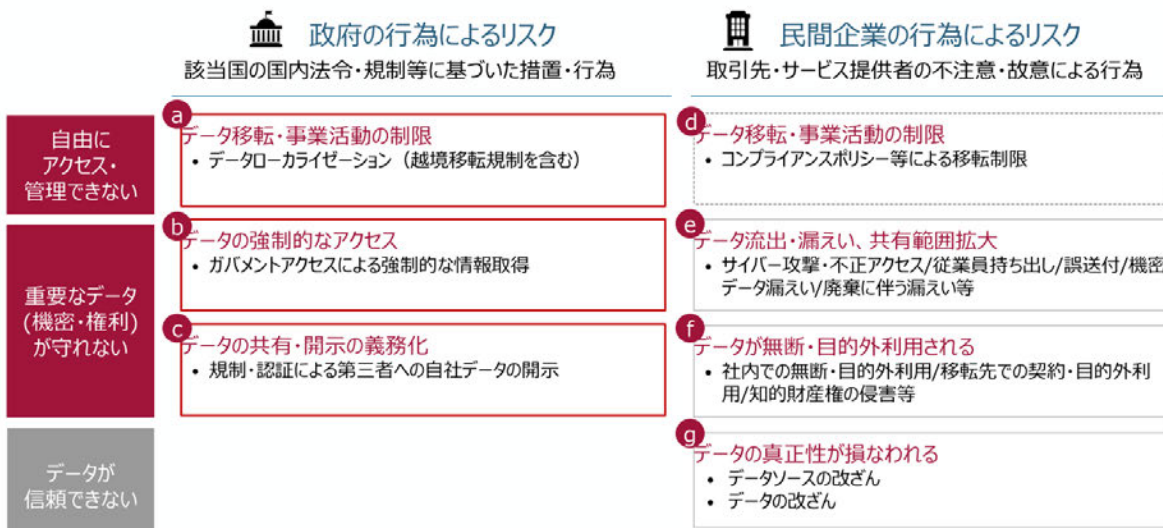 政府の行為によるリスク
該当国の国内法令・規制等に基づいた措置・行為
民間企業の行為によるリスク
取引先・サービス提供者の不注意・故意による行為
自由に
アクセス・
管理できない
a
データ移転・事業活動の制限
• データローカライゼーション（越境移転規制を含む）
d
データ移転・事業活動の制限
• コンプライアンスポリシー等による移転制限
重要なデータ
(機密・権利)
が守れない
b
データの強制的なアクセス
• ガバメントアクセスによる強制的な情報取得
e
データ流出・漏えい、共有範囲拡大
• サイバー攻撃・不正アクセス/従業員持ち出し/誤送付/機密
データ漏えい/廃棄に伴う漏えい等
c
データの共有・開示の義務化
• 規制・認証による第三者への自社データの開示
f
データが無断・目的外利用される
• 社内での無断・目的外利用/移転先での契約・目的外利
用/知的財産権の侵害等
データが
信頼できない
g
データの真正性が損なわれる
• データソースの改ざん
• データの改ざん